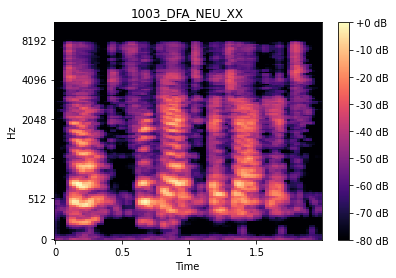 1003_DFA_NEU_XX
+0 dB
8192
-10 dB
4096
-20 dB
-30 dB
2048
Hz
-40 dB
1024
-50 dB
512
-60 dB
-70 dB
0
-80 dB
0
0.5
1
1.5
Time